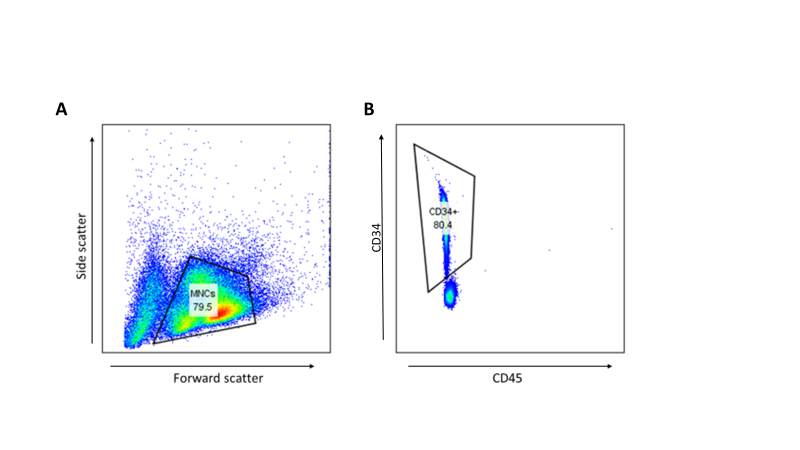 A
B
Side scatter
MNCs
79.5
Forward scatter
CD34
CD34+
80.4
CD45